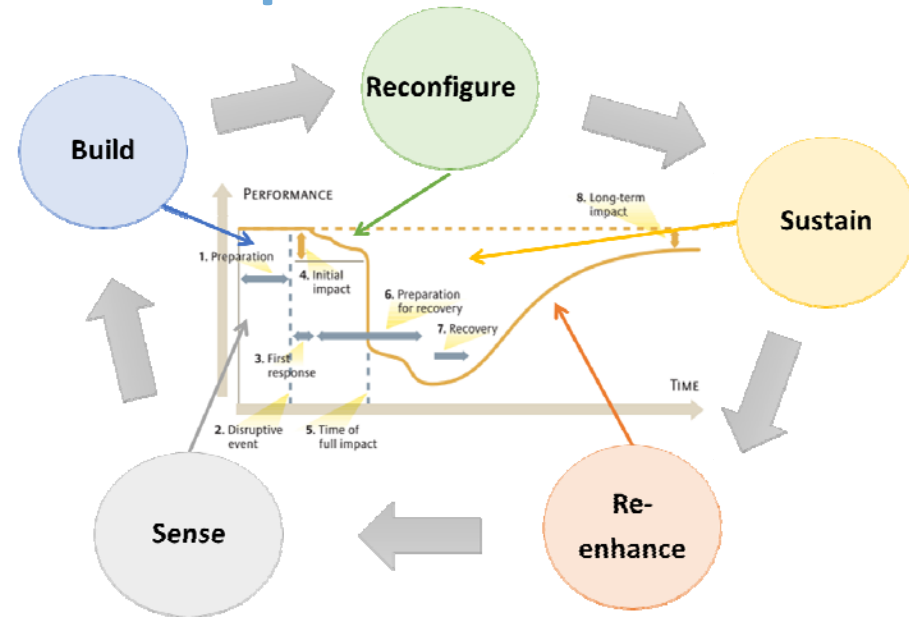 Reconfigure
Build
Sustain
PERFORMANCE
8. Long-term
impact
1. Preparation
4. Initial
impact
6. Preparation
for recovery
7. Recovery
3. First
response
TIME
2. Disruptive
event
5. Time of
full impact
Sense
Re-
enhance